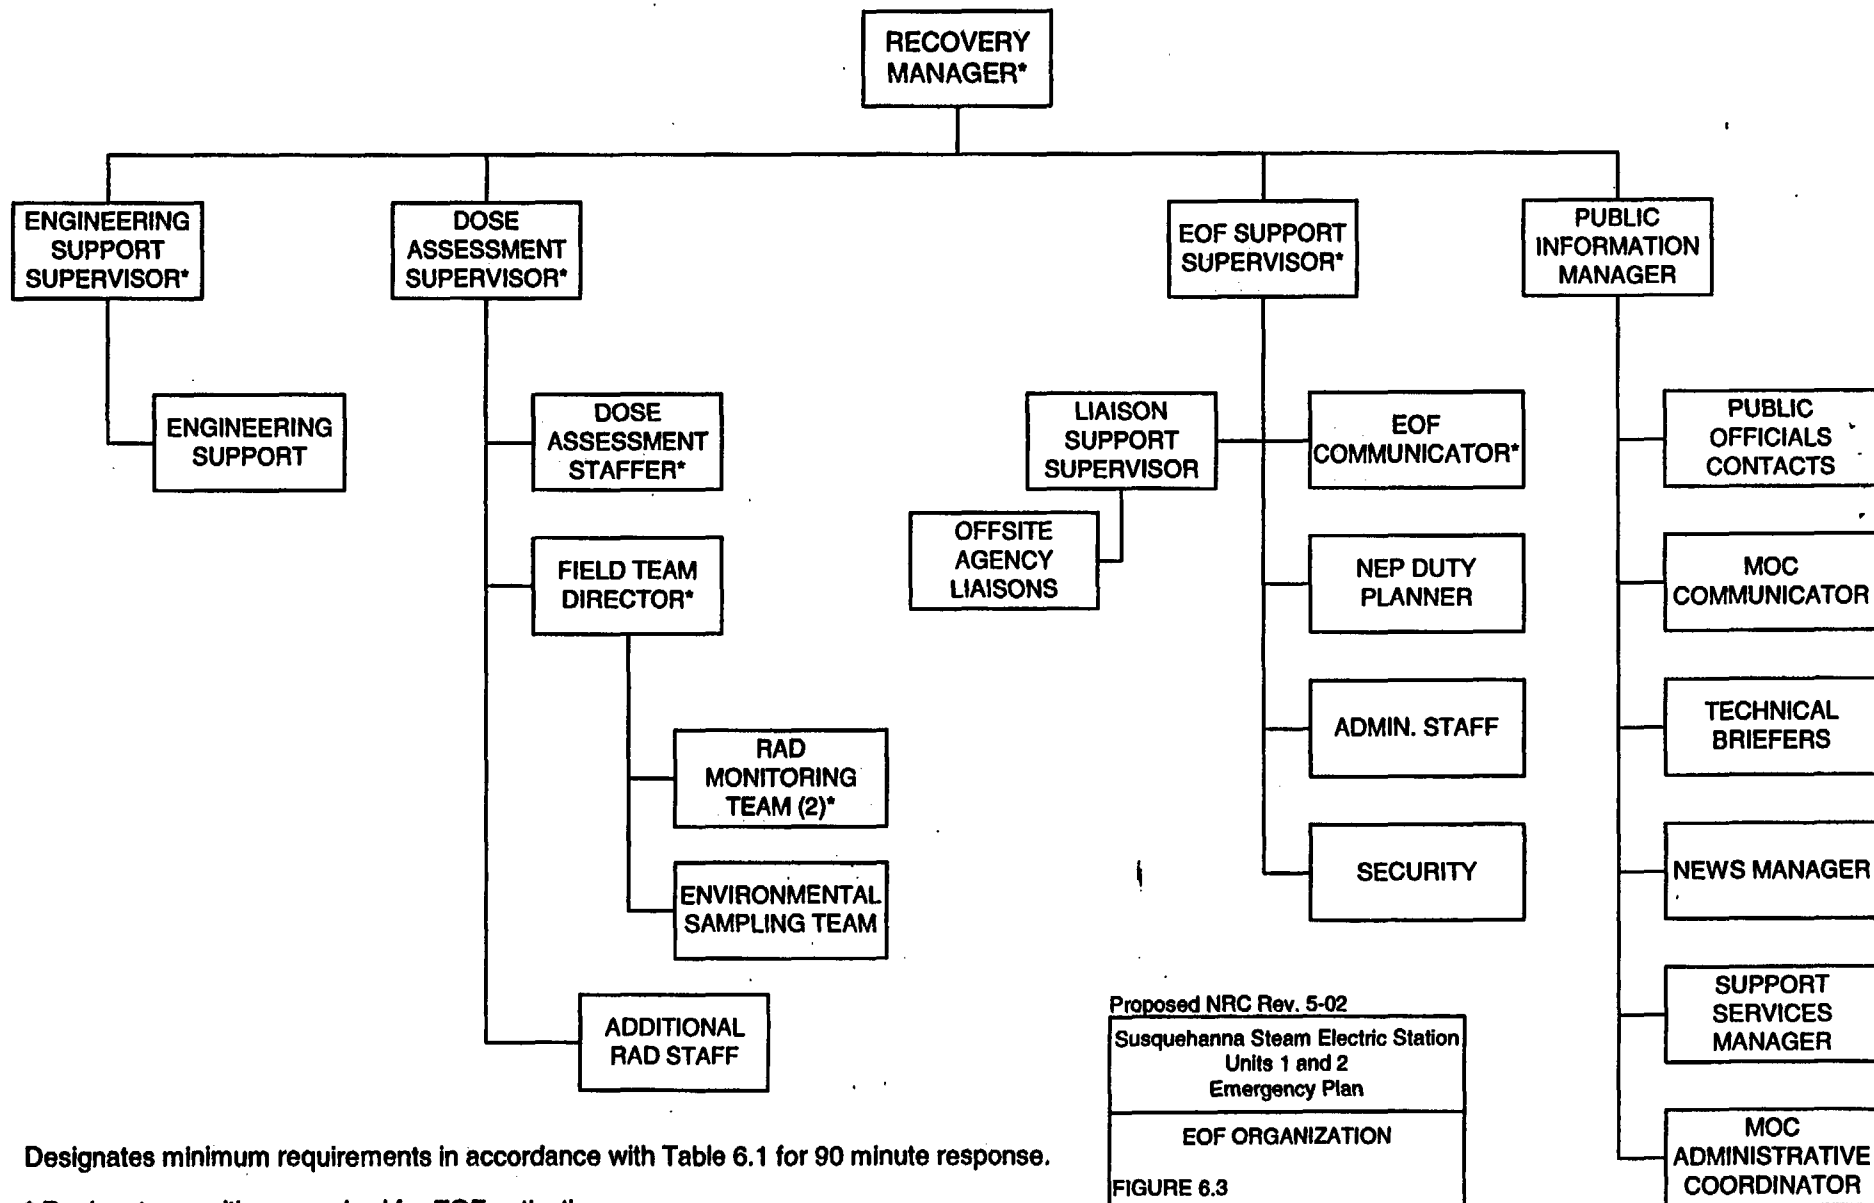 RECOVERY
MANAGER*
ENGINEERING
SUPPORT
SUPERVISOR*
DOSE
ASSESSMENT
SUPERVISOR*
EOF SUPPORT
SUPERVISOR*
PUBLIC
INFORMATION
MANAGER
ENGINEERING
SUPPORT
DOSE
ASSESSMENT
STAFFER*
FIELD TEAM
DIRECTOR*
RAD
MONITORING
TEAM (2)*
ENVIRONMENTAL
SAMPLING TEAM
ADDITIONAL
RAD STAFF
LIAISON
SUPPORT
SUPERVISOR
OFFSITE
AGENCY
LIAISONS
EOF
COMMUNICATOR*
NEP DUTY
PLANNER
ADMIN. STAFF
SECURITY
PUBLIC
OFFICIALS
CONTACTS
MOC
COMMUNICATOR
TECHNICAL
BRIEFERS
NEWS MANAGER
SUPPORT
SERVICES
MANAGER
MOC
ADMINISTRATIVE
COORDINATOR
Proposed NRC Rev. 5-02
Susquehanna Steam Electric Station
Units 1 and 2
Emergency Plan
EOF ORGANIZATION
FIGURE 6.3
Designates minimum requirements in accordance with Table 6.1 for 90 minute response.